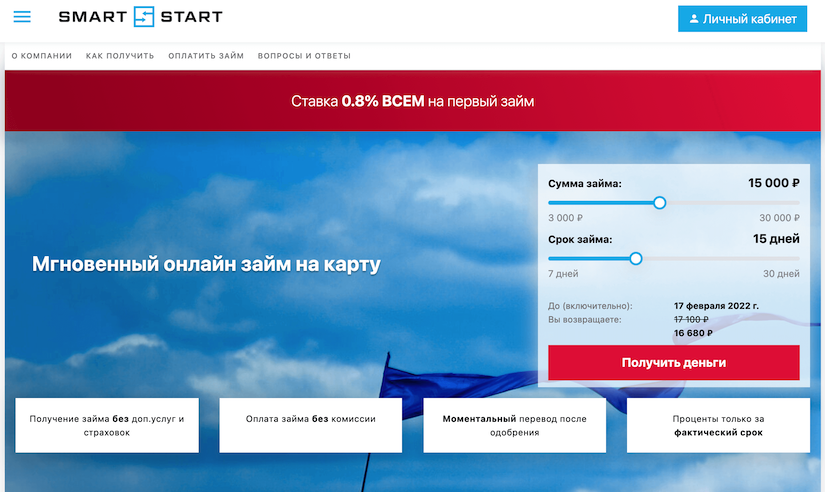 SMART START
Личный кабинет
О КОМПАНИИ КАК ПОЛУЧИТЬ ОПЛАТИТЬ ЗАЙМ ВОПРОСЫ И ОТВЕТЫ
Ставка 0.8% ВСЕМ на первый займ
Мгновенный онлайн займ на карту
Сумма займа: 15 000 ₽
3 000 ₽ 30 000 ₽
Срок займа: 15 дней
7 дней 30 дней
До (включительно): 17 февраля 2022 г.
Вы возвращаете: 17 100 ₽
16 680 ₽
Получить деньги
Получение займа без доп.услуг и
страховок
Оплата займа без комиссии
Моментальный перевод после
одобрения
Проценты только за
фактический срок